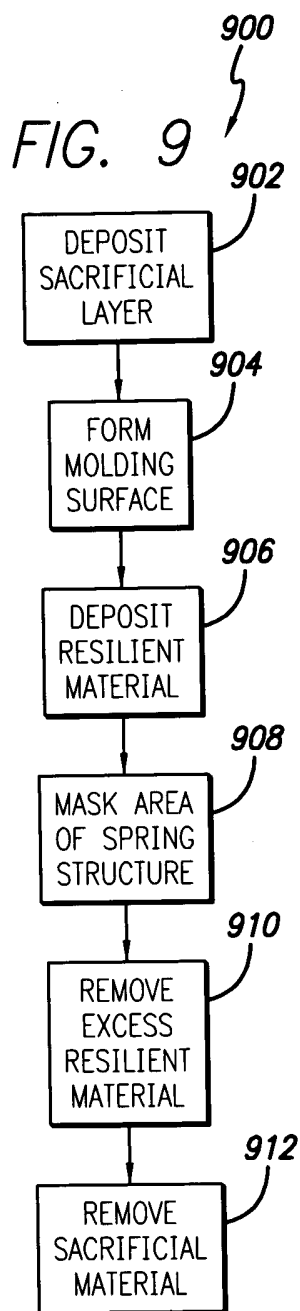 900
FIG. 9
902
DEPOSIT
SACRIFICIAL
LAYER
904
FORM
MOLDING
SURFACE
906
DEPOSIT
RESILIENT
MATERIAL
908
MASK AREA
OF SPRING
STRUCTURE
910
REMOVE
EXCESS
RESILIENT
MATERIAL
912
REMOVE
SACRIFICIAL
MATERIAL